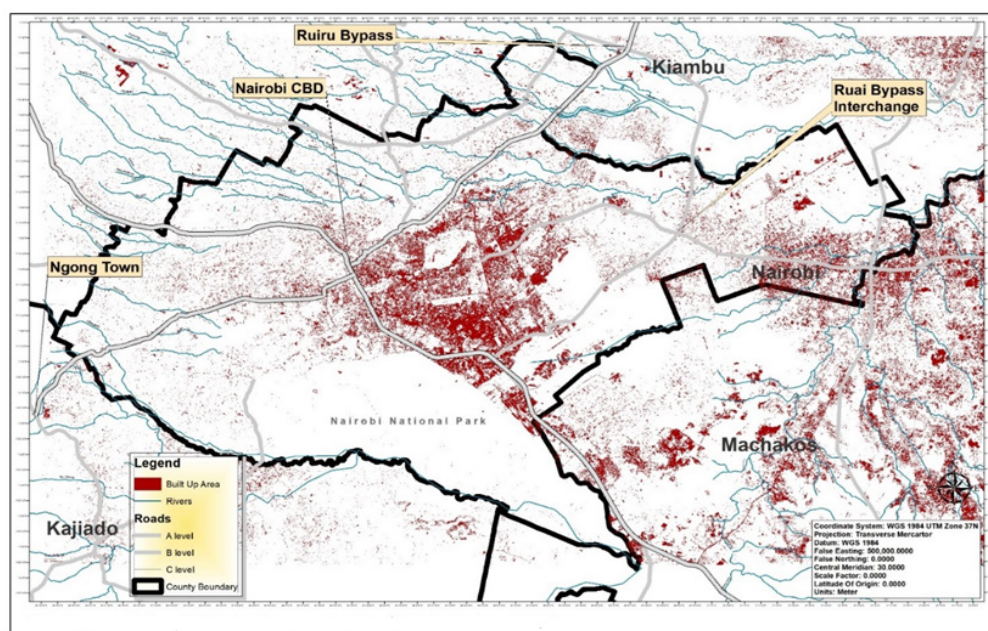 Ruiru Bypass
Kiambu
Nairobi CBD
Ruai Bypass
Interchange
Ngong Town
Nairobi
Nairobi National Park
Machakos
Kajiado
Legend
Built Up Area
Rivers
Roads
A level
B level
C level
County Boundary
Coordinate System: WGS 1984 UTM Zone 37N
Projection: Transverse Mercartor
Datum: WGS 1984
False Easting: 500,000.0000
False Northing: 0.0000
Central Meridian: 30.0000
Scale Factor: 0.0000
Latitude Of Origin: 0.0000
Units: Meter